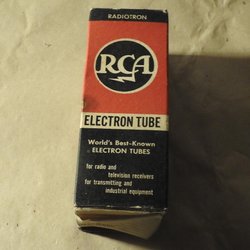 RADIOTRON
RCA
ELECTRON TUBE
World's Best-Known
ELECTRON TUBES
for radio and
television receivers
for transmitting and
industrial equipment